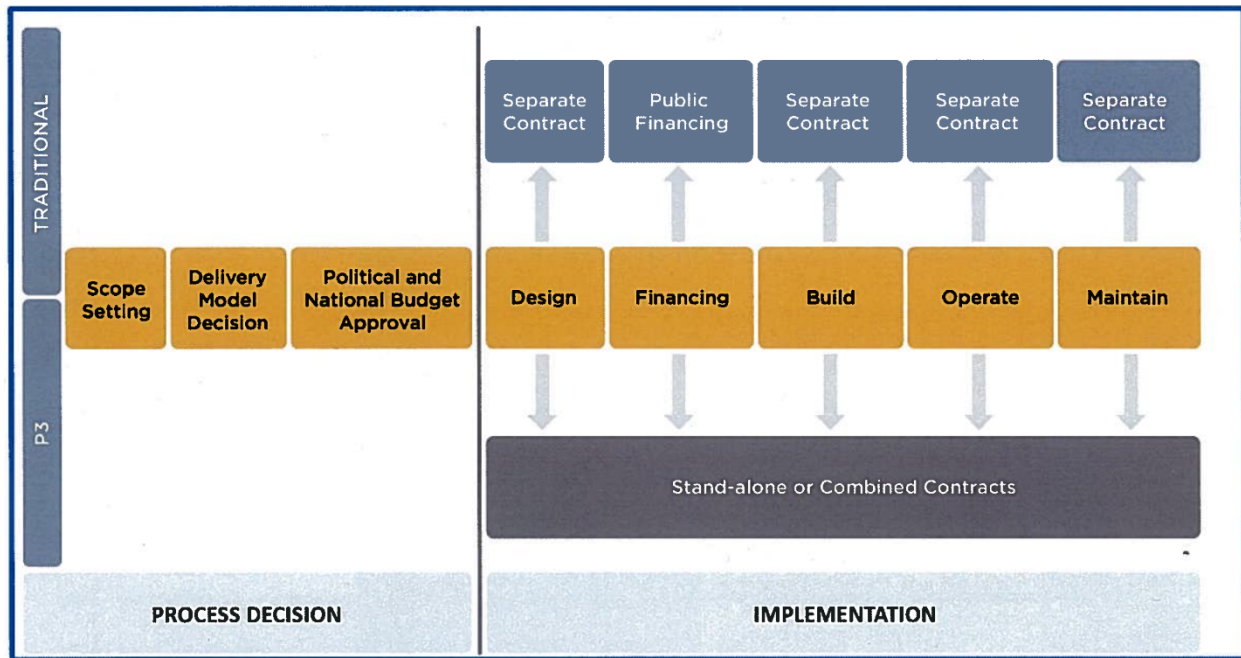 TRADITIONAL
Separate
Contract
Public
Financing
Separate
Contract
Separate
Contract
Separate
Contract
Scope
Setting
Delivery
Model
Decision
Political and
National Budget
Approval
Design
Financing
Build
Operate
Maintain
P3
Stand-alone or Combined Contracts
PROCESS DECISION
IMPLEMENTATION